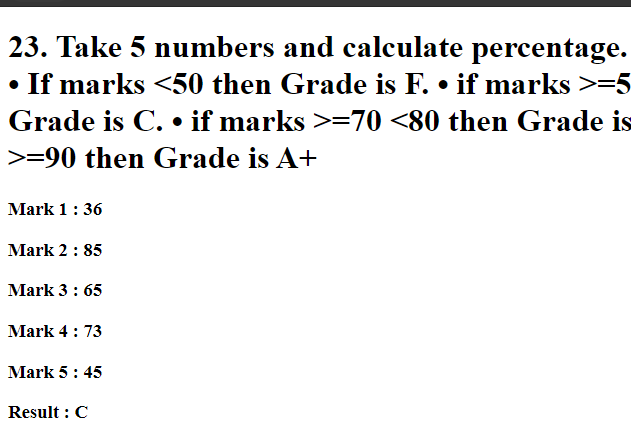 23. Take 5 numbers and calculate percentage.
• If marks <50 then Grade is F. • if marks >=5
Grade is C. • if marks >=70 <80 then Grade is
>=90 then Grade is A+
Mark 1 : 36
Mark 2 : 85
Mark 3 : 65
Mark 4 : 73
Mark 5 : 45
Result : C